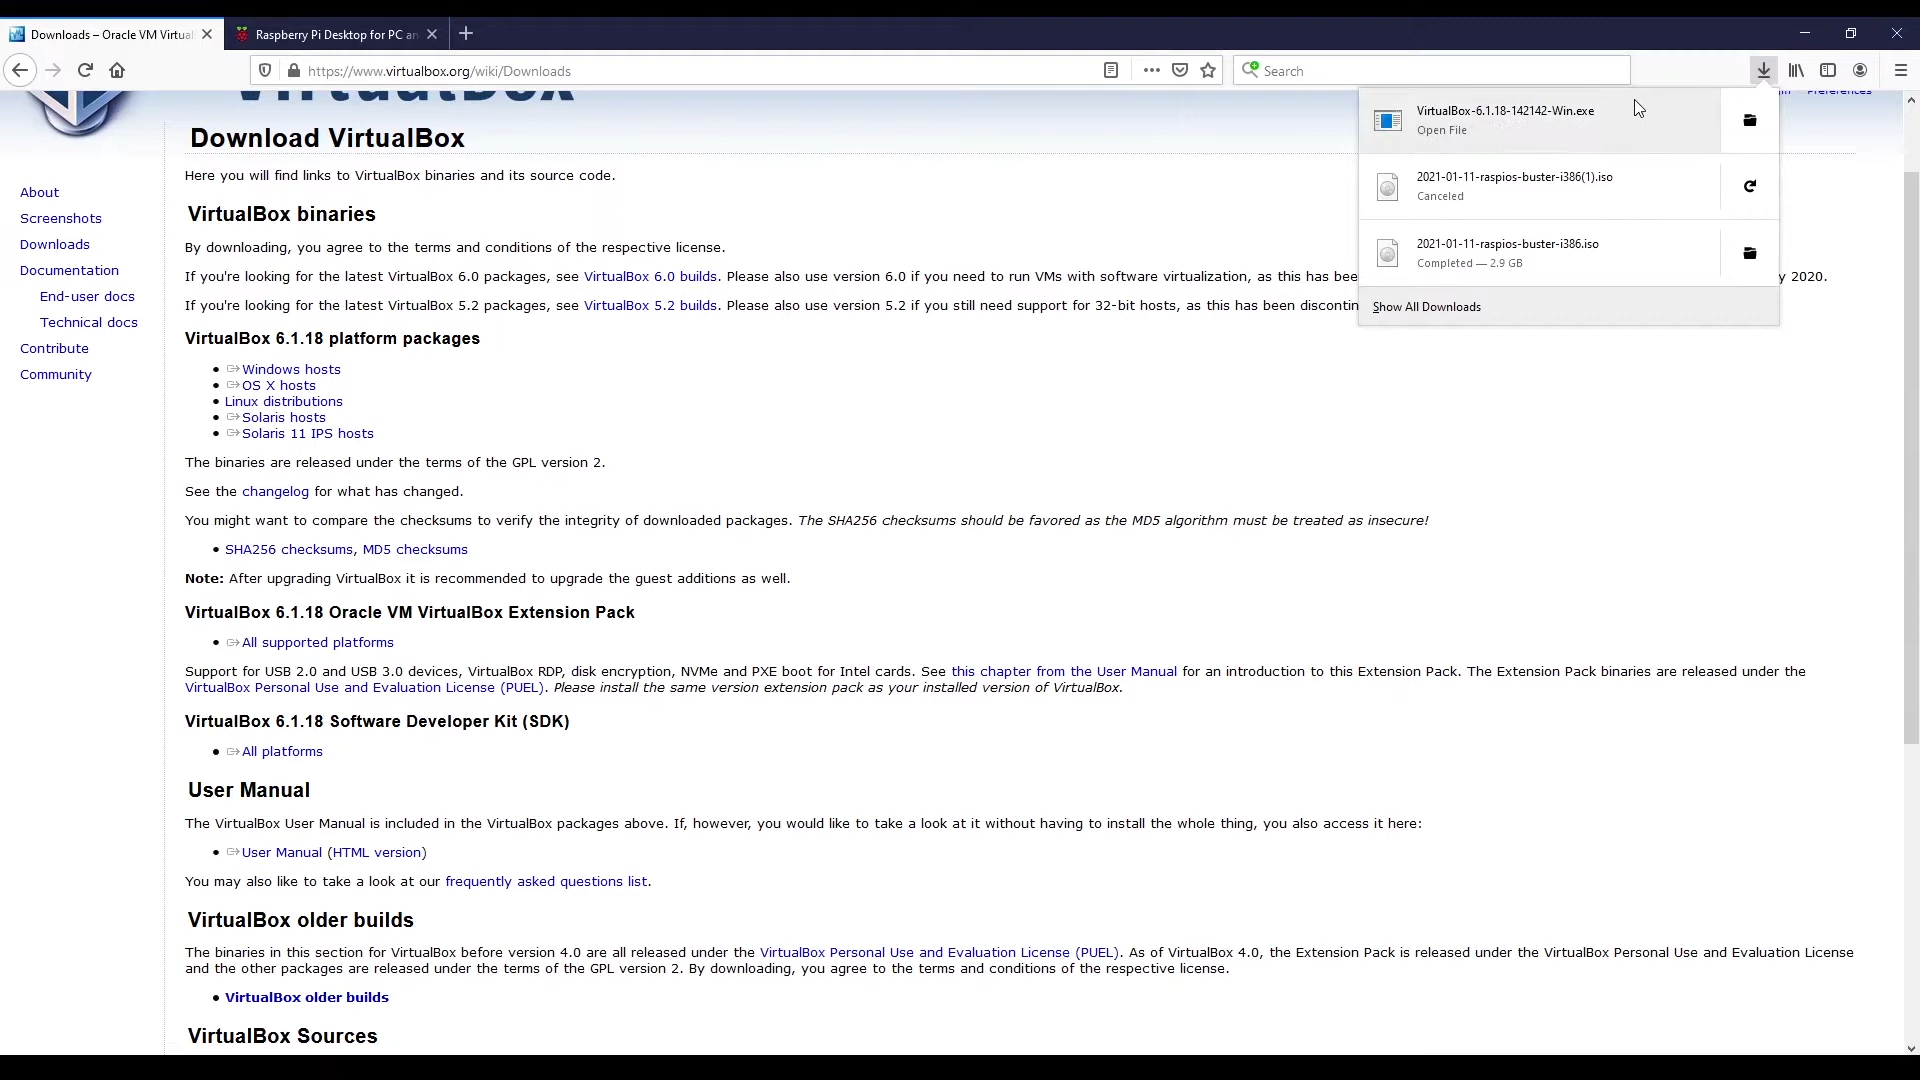 Downloads – Oracle VM Virtual
Raspberry Pi Desktop for PC an
https://www.virtualbox.org/wiki/Downloads
Search
VirtualBox
Preferences
VirtualBox-6.1.18-142142-Win.exe
Open File
2021-01-11-raspios-buster-i386(1).iso
Canceled
2021-01-11-raspios-buster-i386.iso
Completed — 2.9 GB
Show All Downloads
About
Screenshots
Downloads
Documentation
End-user docs
Technical docs
Contribute
Community
Download VirtualBox
Here you will find links to VirtualBox binaries and its source code.
VirtualBox binaries
By downloading, you agree to the terms and conditions of the respective license.
If you're looking for the latest VirtualBox 6.0 packages, see VirtualBox 6.0 builds. Please also use version 6.0 if you need to run VMs with software virtualization, as this has bee y 2020.
If you're looking for the latest VirtualBox 5.2 packages, see VirtualBox 5.2 builds. Please also use version 5.2 if you still need support for 32-bit hosts, as this has been discontin
VirtualBox 6.1.18 platform packages
Windows hosts
OS X hosts
Linux distributions
Solaris hosts
Solaris 11 IPS hosts
The binaries are released under the terms of the GPL version 2.
See the changelog for what has changed.
You might want to compare the checksums to verify the integrity of downloaded packages. The SHA256 checksums should be favored as the MD5 algorithm must be treated as insecure!
SHA256 checksums, MD5 checksums
Note: After upgrading VirtualBox it is recommended to upgrade the guest additions as well.
VirtualBox 6.1.18 Oracle VM VirtualBox Extension Pack
All supported platforms
Support for USB 2.0 and USB 3.0 devices, VirtualBox RDP, disk encryption, NVMe and PXE boot for Intel cards. See this chapter from the User Manual for an introduction to this Extension Pack. The Extension Pack binaries are released under the
VirtualBox Personal Use and Evaluation License (PUEL). Please install the same version extension pack as your installed version of VirtualBox.
VirtualBox 6.1.18 Software Developer Kit (SDK)
All platforms
User Manual
The VirtualBox User Manual is included in the VirtualBox packages above. If, however, you would like to take a look at it without having to install the whole thing, you also access it here:
User Manual (HTML version)
You may also like to take a look at our frequently asked questions list.
VirtualBox older builds
The binaries in this section for VirtualBox before version 4.0 are all released under the VirtualBox Personal Use and Evaluation License (PUEL). As of VirtualBox 4.0, the Extension Pack is released under the VirtualBox Personal Use and Evaluation License
and the other packages are released under the terms of the GPL version 2. By downloading, you agree to the terms and conditions of the respective license.
VirtualBox older builds
VirtualBox Sources